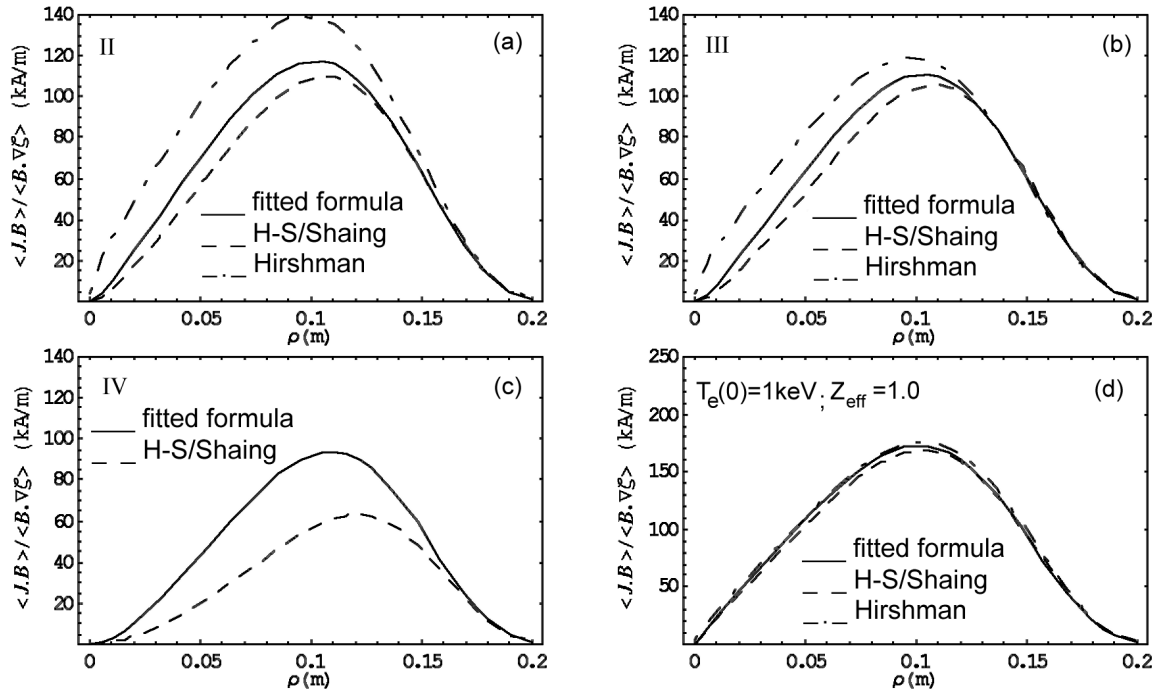 II
(a)
140
120
100
80
60
40
20
<J.B>/<B.∇ζ> (kA/m)
fitted formula
H-S/Shaing
Hirshman
0
0.05
0.1
0.15
0.2
ρ(m)
III
(b)
140
120
100
80
60
40
20
<J.B>/<B.∇ζ> (kA/m)
fitted formula
H-S/Shaing
Hirshman
0
0.05
0.1
0.15
0.2
ρ(m)
IV
(c)
140
120
100
80
60
40
20
<J.B>/<B.∇ζ> (kA/m)
fitted formula
H-S/Shaing
0
0.05
0.1
0.15
0.2
ρ(m)
T_e(0)=1keV; Z_eff=1.0
(d)
250
200
150
100
50
<J.B>/<B.∇ζ> (kA/m)
fitted formula
H-S/Shaing
Hirshman
0
0.05
0.1
0.15
0.2
ρ(m)